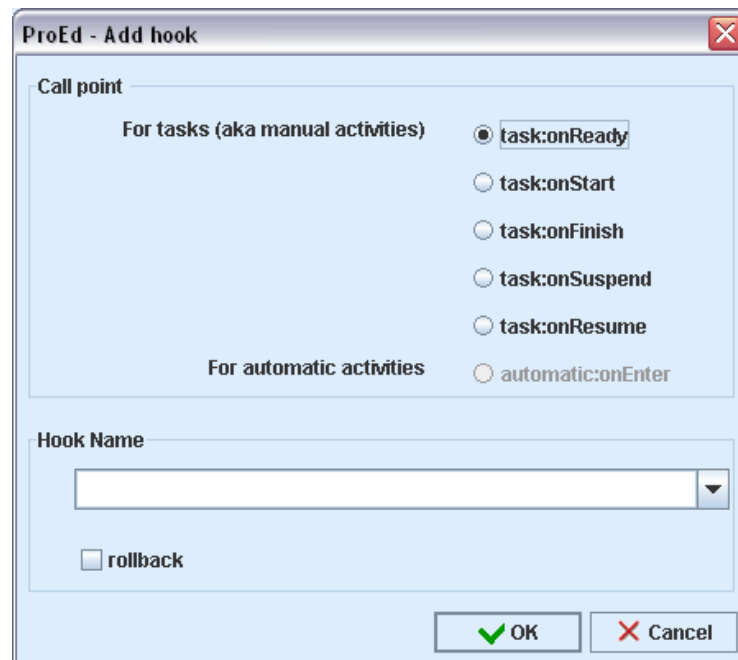 ProEd - Add hook
Call point
For tasks (aka manual activities) task:onReady
task:onStart
task:onFinish
task:onSuspend
task:onResume
For automatic activities automatic:onEnter
Hook Name
rollback
OK Cancel